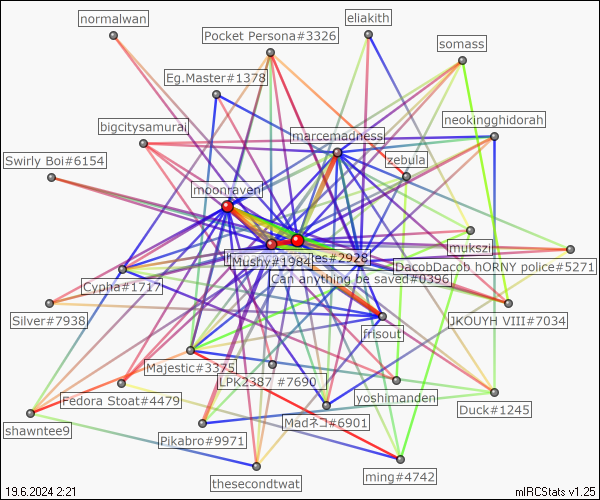 normalwan
eliakith
Pocket Persona#3326
somass
Eg.Master#1378
neokingghidorah
bigcitysamurai
marcemadness
Swirly Boi#6154
zebula
moonraven
mukszi
Mushy#1984
es#2928
DacobDacob hORNY police#5271
Can anything be saved#0396
Cypha#1717
Silver#7938
JKOUYH VIII#7034
frisout
Majestic#3375
LPK2387 #7690
Fedora Stoat#4479
yoshimanden
Duck#1245
shawntee9
Madネコ#6901
Pikabro#9971
ming#4742
thesecondtwat
19.6.2024 2:21
mIRCStats v1.25